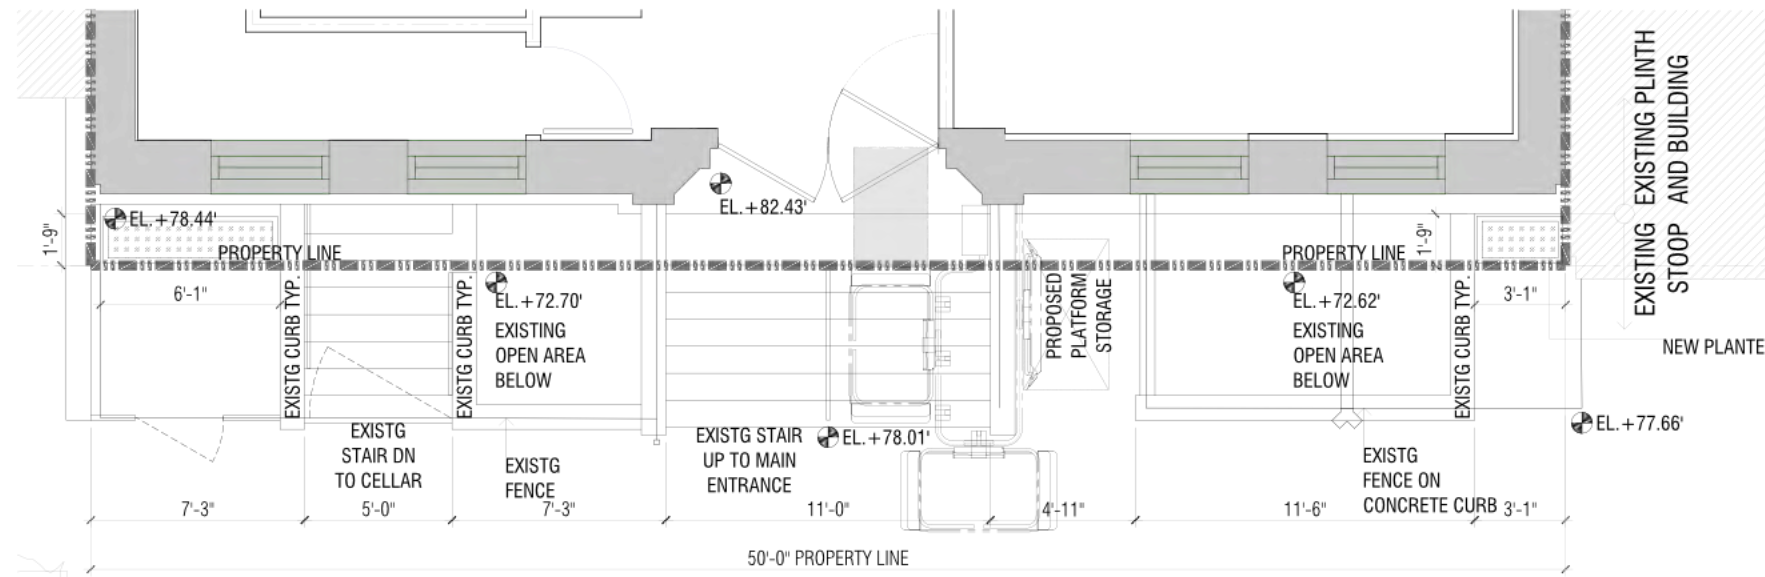 EXISTING PLINTH
AND BUILDING
EXISTING
STOOP
EL.+78.44'
EL.+82.43'
1'-9"
1'-9"
PROPERTY LINE
PROPERTY LINE
6'-1"
EXISTG CURB TYP.
EXISTG CURB TYP.
EL.+72.70'
EXISTING
OPEN AREA
BELOW
PROPOSED
PLATFORM
STORAGE
EL.+72.62'
EXISTING
OPEN AREA
BELOW
EXISTG CURB TYP.
3'-1"
NEW PLANTE
EXISTG
STAIR DN
TO CELLAR
EXISTG
FENCE
EXISTG STAIR
UP TO MAIN
ENTRANCE
EL.+78.01'
EXISTG
FENCE ON
CONCRETE CURB
EL.+77.66'
7'-3"
5'-0"
7'-3"
11'-0"
4'-11"
11'-6"
3'-1"
50'-0" PROPERTY LINE